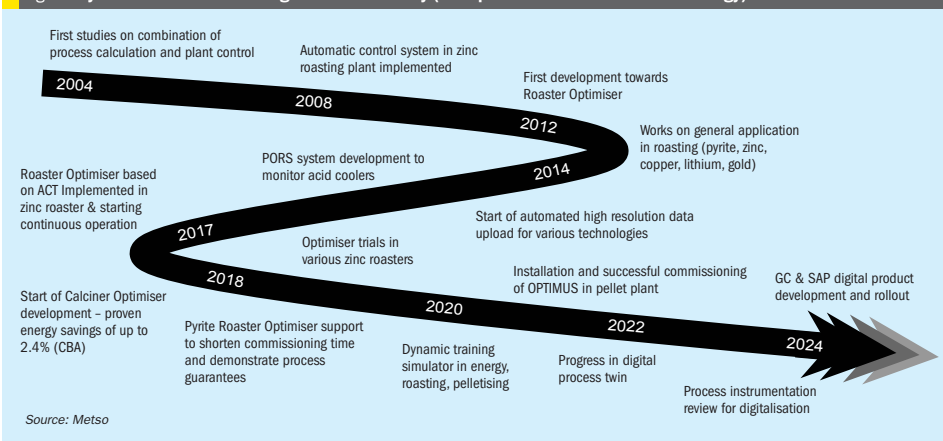 First studies on combination of
process calculation and plant control
Automatic control system in zinc
roasting plant implemented
First development towards
Roaster Optimiser
2004
2008
2012
Works on general application
in roasting (pyrite, zinc,
copper, lithium, gold)
PORS system development to
monitor acid coolers
2014
Roaster Optimiser based
on ACT Implemented in
zinc roaster & starting
continuous operation
Start of automated high resolution data
upload for various technologies
2017
Optimiser trials in
various zinc roasters
2018
Installation and successful commissioning
of OPTIMUS in pellet plant
GC & SAP digital product
development and rollout
Start of Calciner Optimiser
development – proven
energy savings of up to
2.4% (CBA)
2020
2022
2024
Pyrite Roaster Optimiser support
to shorten commissioning time
and demonstrate process
guarantees
Dynamic training
simulator in energy,
roasting, pelletising
Progress in digital
process twin
Process instrumentation
review for digitalisation
Source: Metso